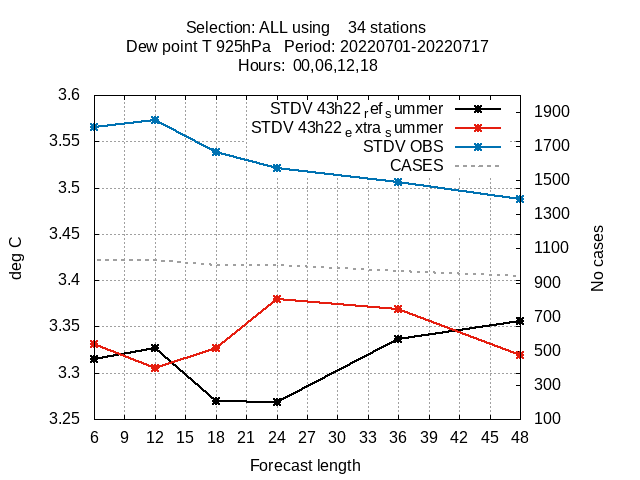 Selection: ALL using    34 stations
Dew point T 925hPa   Period: 20220701-20220717
Hours:  00,06,12,18
STDV 43h22 ref summer
STDV 43h22 extra summer
STDV OBS
CASES
3.6
3.55
3.5
3.45
3.4
3.35
3.3
3.25
deg C
1900
1700
1500
1300
1100
900
700
500
300
100
No cases
6 9 12 15 18 21 24 27 30 33 36 39 42 45 48
Forecast length